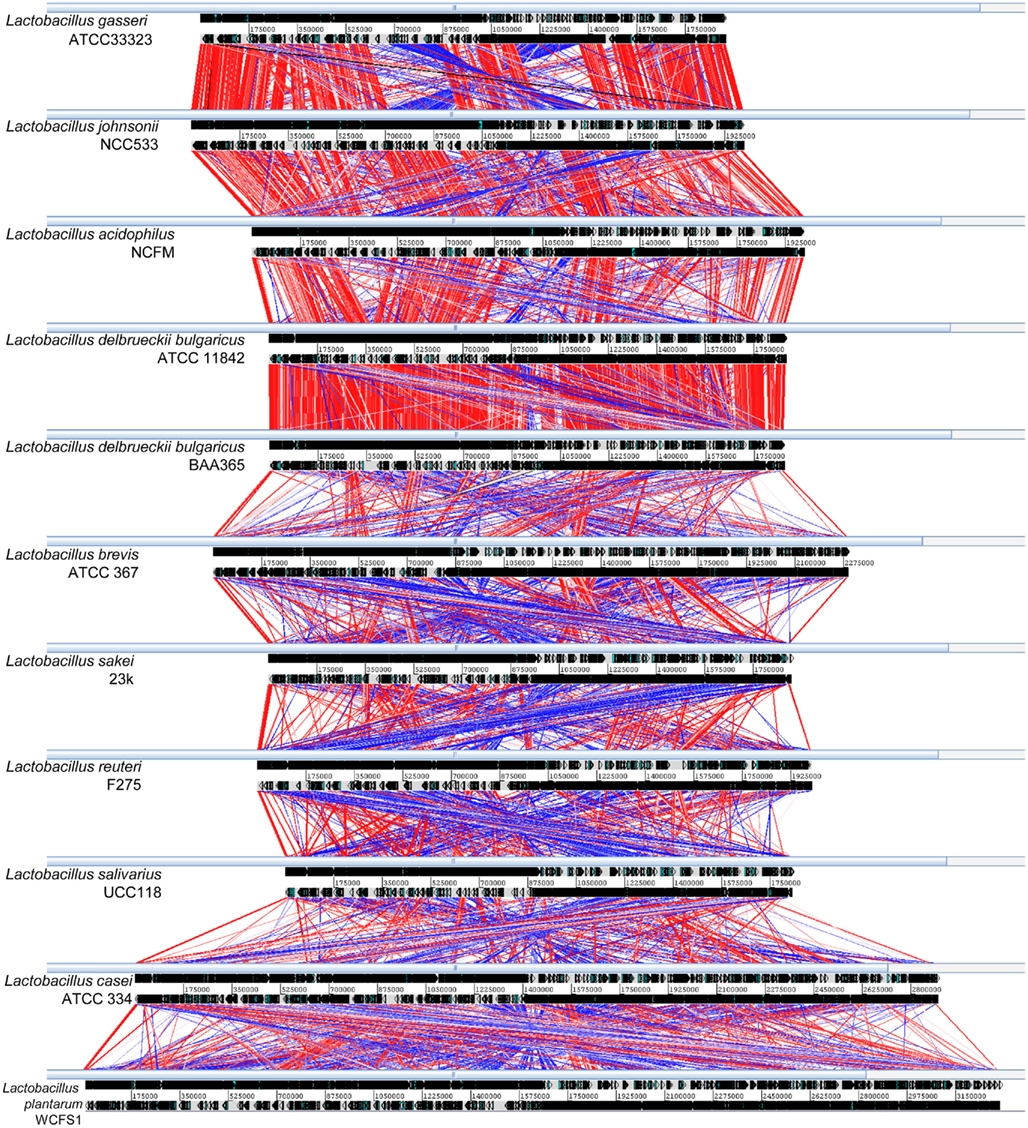 Lactobacillus gasseri
ATCC33323
175000 350000 525000 700000 875000 1050000 1225000 1400000 1575000 1750000
Lactobacillus johnsonii
NCC533
175000 350000 525000 700000 875000 1050000 1225000 1400000 1575000 1750000 1925000
Lactobacillus acidophilus
NCFM
175000 350000 525000 700000 875000 1050000 1225000 1400000 1575000 1750000 1925000
Lactobacillus delbrueckii bulgaricus
ATCC 11842
175000 350000 525000 700000 875000 1050000 1225000 1400000 1575000 1750000
Lactobacillus delbrueckii bulgaricus
BAA365
175000 350000 525000 700000 875000 1050000 1225000 1400000 1575000 1750000
Lactobacillus brevis
ATCC 367
175000 350000 525000 700000 875000 1050000 1225000 1400000 1575000 1750000 1925000 2100000 2275000
Lactobacillus sakei
23k
175000 350000 525000 700000 875000 1050000 1225000 1400000 1575000 1750000
Lactobacillus reuteri
F275
175000 350000 525000 700000 875000 1050000 1225000 1400000 1575000 1750000 1925000
Lactobacillus salivarius
UCC118
175000 350000 525000 700000 875000 1050000 1225000 1400000 1575000 1750000
Lactobacillus casei
ATCC 334
175000 350000 525000 700000 875000 1050000 1225000 1400000 1575000 1750000 1925000 2100000 2275000 2450000 2625000 2800000
Lactobacillus
plantarum
WCFS1
175000 350000 525000 700000 875000 1050000 1225000 1400000 1575000 1750000 1925000 2100000 2275000 2450000 2625000 2800000 2975000 3150000